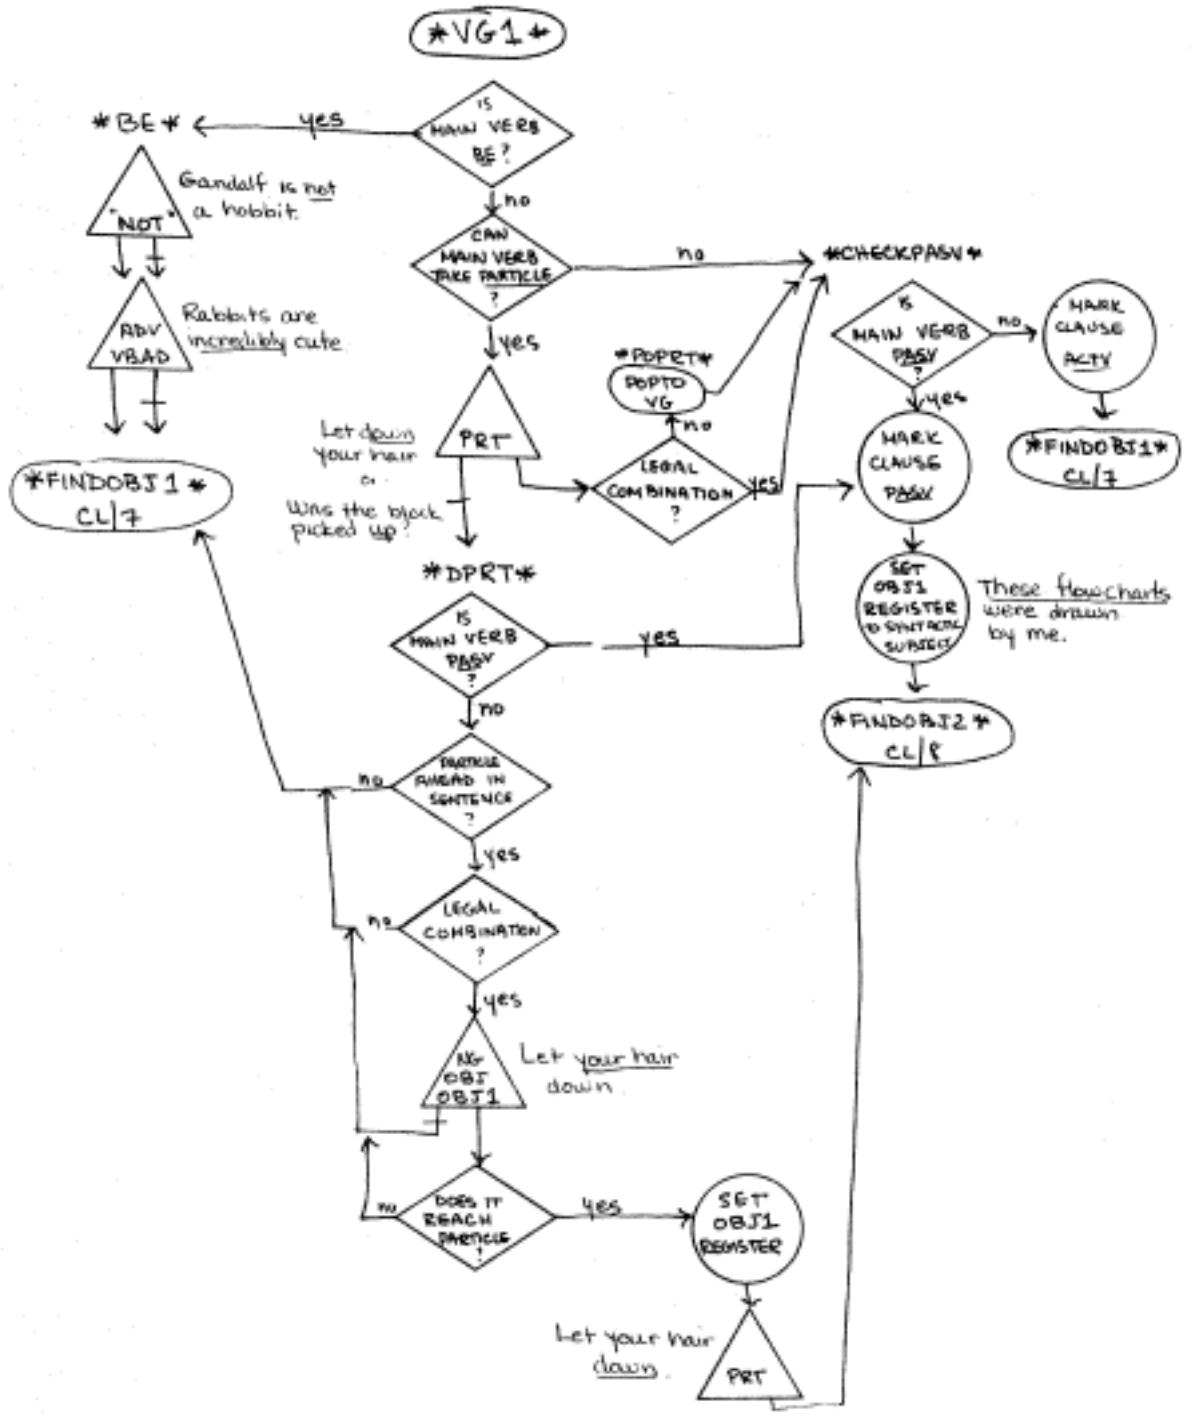 *VG1*
IS
MAIN VERB
BE?
yes
*BE*
no
"NOT"
Gandalf is not
a hobbit.
ADV
VBAD
Rabbits are
incredibly cute
*FINDOBJ1*
CL/7
CAN
MAIN VERB
TAKE PARTICLE
?
no
yes
PRT
Let down
your hair
or
Was the block
picked up?
*POPRT*
POPTO
VG
no
LEGAL
COMBINATION
?
yes
*CHECKPASV*
IS
MAIN VERB
PASV
?
no
MARK
CLAUSE
ACTV
*FINDOBJ1*
CL/7
yes
MARK
CLAUSE
PASV
SET
OBJ1
REGISTER
TO SYNTACTIC
SUBJECT
These flowcharts
were drawn
by me.
*FINDOBJ2*
CL/8
*DPRT*
IS
MAIN VERB
PASV
?
yes
no
PARTICLE
AHEAD IN
SENTENCE
?
no
yes
LEGAL
COMBINATION
?
no
yes
NG
OBJ
OBJ1
Let your hair
down.
DOES IT
REACH
PARTICLE
?
no
yes
SET
OBJ1
REGISTER
Let your hair
down.
PRT